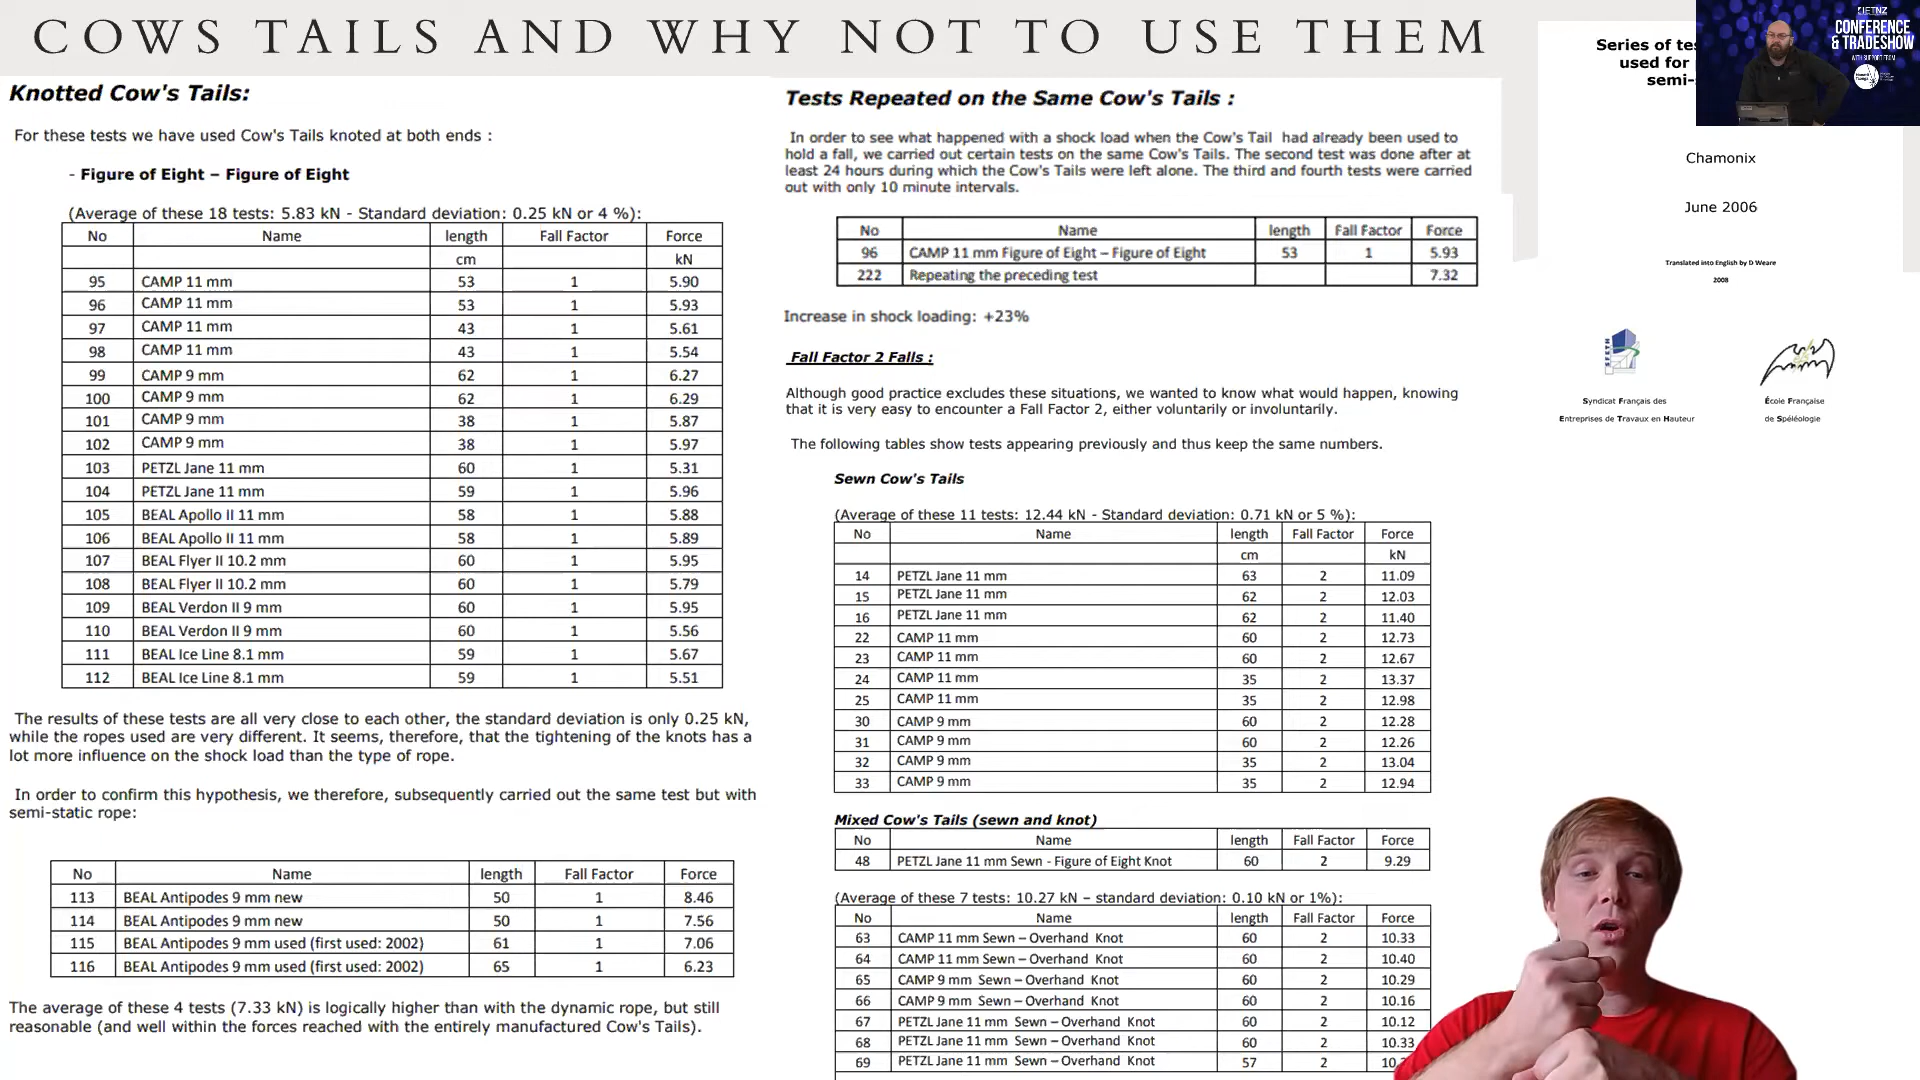 COWS TAILS AND WHY NOT TO USE THEM
Knotted Cow's Tails:
For these tests we have used Cow's Tails knoted at both ends :
- Figure of Eight – Figure of Eight
(Average of these 18 tests: 5.83 kN - Standard deviation: 0.25 kN or 4 %):
No Name length Fall Factor Force
cm kN
95 CAMP 11 mm 53 1 5.90
96 CAMP 11 mm 53 1 5.93
97 CAMP 11 mm 43 1 5.61
98 CAMP 11 mm 43 1 5.54
99 CAMP 9 mm 62 1 6.27
100 CAMP 9 mm 62 1 6.29
101 CAMP 9 mm 38 1 5.87
102 CAMP 9 mm 38 1 5.97
103 PETZL Jane 11 mm 60 1 5.31
104 PETZL Jane 11 mm 59 1 5.96
105 BEAL Apollo II 11 mm 58 1 5.88
106 BEAL Apollo II 11 mm 58 1 5.89
107 BEAL Flyer II 10.2 mm 60 1 5.95
108 BEAL Flyer II 10.2 mm 60 1 5.79
109 BEAL Verdon II 9 mm 60 1 5.95
110 BEAL Verdon II 9 mm 60 1 5.56
111 BEAL Ice Line 8.1 mm 59 1 5.67
112 BEAL Ice Line 8.1 mm 59 1 5.51
The results of these tests are all very close to each other, the standard deviation is only 0.25 kN,
while the ropes used are very different. It seems, therefore, that the tightening of the knots has a
lot more influence on the shock load than the type of rope.
In order to confirm this hypothesis, we therefore, subsequently carried out the same test but with
semi-static rope:
No Name length Fall Factor Force
113 BEAL Antipodes 9 mm new 50 1 8.46
114 BEAL Antipodes 9 mm new 50 1 7.56
115 BEAL Antipodes 9 mm used (first used: 2002) 61 1 7.06
116 BEAL Antipodes 9 mm used (first used: 2002) 65 1 6.23
The average of these 4 tests (7.33 kN) is logically higher than with the dynamic rope, but still
reasonable (and well within the forces reached with the entirely manufactured Cow's Tails).
Tests Repeated on the Same Cow's Tails :
In order to see what happened with a shock load when the Cow's Tail had already been used to
hold a fall, we carried out certain tests on the same Cow's Tails. The second test was done after at
least 24 hours during which the Cow's Tails were left alone. The third and fourth tests were carried
out with only 10 minute intervals.
No Name length Fall Factor Force
96 CAMP 11 mm Figure of Eight – Figure of Eight 53 1 5.93
222 Repeating the preceding test 7.32
Increase in shock loading: +23%
Fall Factor 2 Falls :
Although good practice excludes these situations, we wanted to know what would happen, knowing
that it is very easy to encounter a Fall Factor 2, either voluntarily or involuntarily.
The following tables show tests appearing previously and thus keep the same numbers.
Sewn Cow's Tails
(Average of these 11 tests: 12.44 kN - Standard deviation: 0.71 kN or 5 %):
No Name length Fall Factor Force
cm kN
14 PETZL Jane 11 mm 63 2 11.09
15 PETZL Jane 11 mm 62 2 12.03
16 PETZL Jane 11 mm 62 2 11.40
22 CAMP 11 mm 60 2 12.73
23 CAMP 11 mm 60 2 12.67
24 CAMP 11 mm 35 2 13.37
25 CAMP 11 mm 35 2 12.98
30 CAMP 9 mm 60 2 12.28
31 CAMP 9 mm 60 2 12.26
32 CAMP 9 mm 35 2 13.04
33 CAMP 9 mm 35 2 12.94
Mixed Cow's Tails (sewn and knot)
No Name length Fall Factor Force
48 PETZL Jane 11 mm Sewn - Figure of Eight Knot 60 2 9.29
(Average of these 7 tests: 10.27 kN – standard deviation: 0.10 kN or 1%):
No Name length Fall Factor Force
63 CAMP 11 mm Sewn – Overhand Knot 60 2 10.33
64 CAMP 11 mm Sewn – Overhand Knot 60 2 10.40
65 CAMP 9 mm Sewn – Overhand Knot 60 2 10.29
66 CAMP 9 mm Sewn – Overhand Knot 60 2 10.16
67 PETZL Jane 11 mm Sewn – Overhand Knot 60 2 10.12
68 PETZL Jane 11 mm Sewn – Overhand Knot 60 2 10.33
69 PETZL Jane 11 mm Sewn – Overhand Knot 57 2
Series of
used for
Chamonix
June 2006
Translated into English by D Weare
2008
Syndicat Français des
Entreprises de Travaux en Hauteur
École Française
de Spéléologie
CONFERENCE
& TRADESHOW
WITH SUPPORT FROM